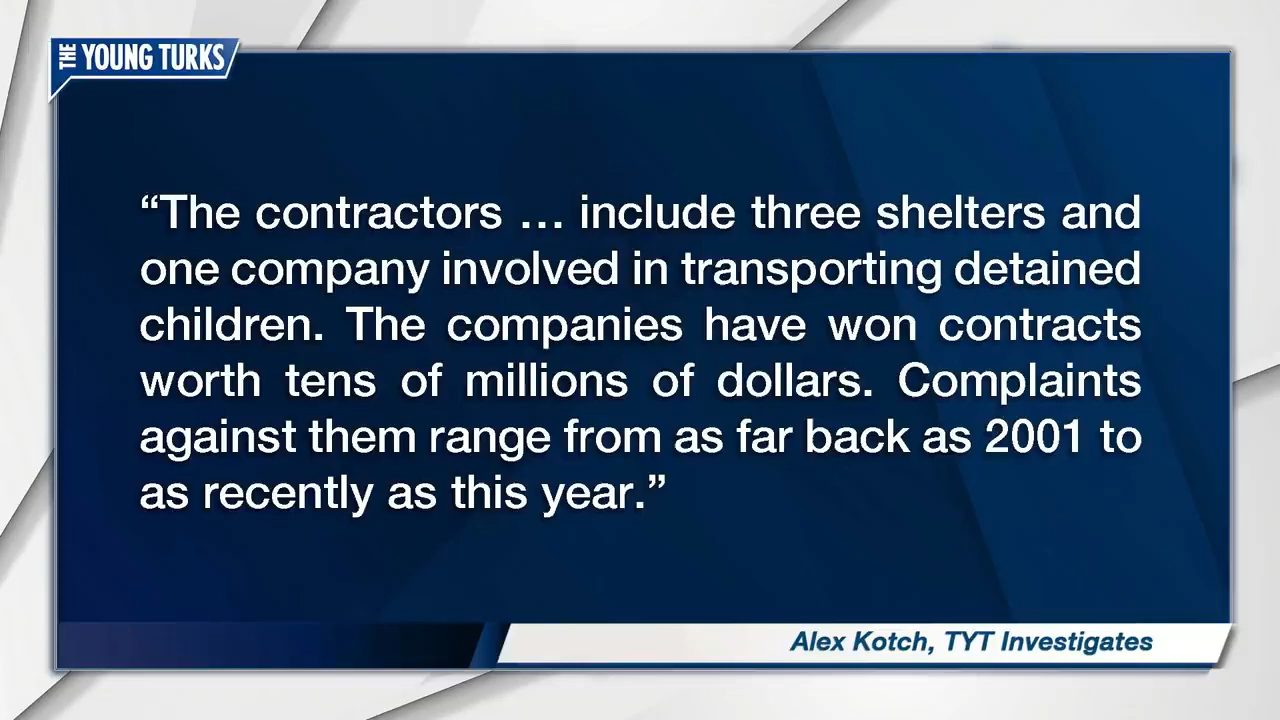 THE YOUNG TURKS
“The contractors … include three shelters and
one company involved in transporting detained
children. The companies have won contracts
worth tens of millions of dollars. Complaints
against them range from as far back as 2001 to
as recently as this year.”
Alex Kotch, TYT Investigates